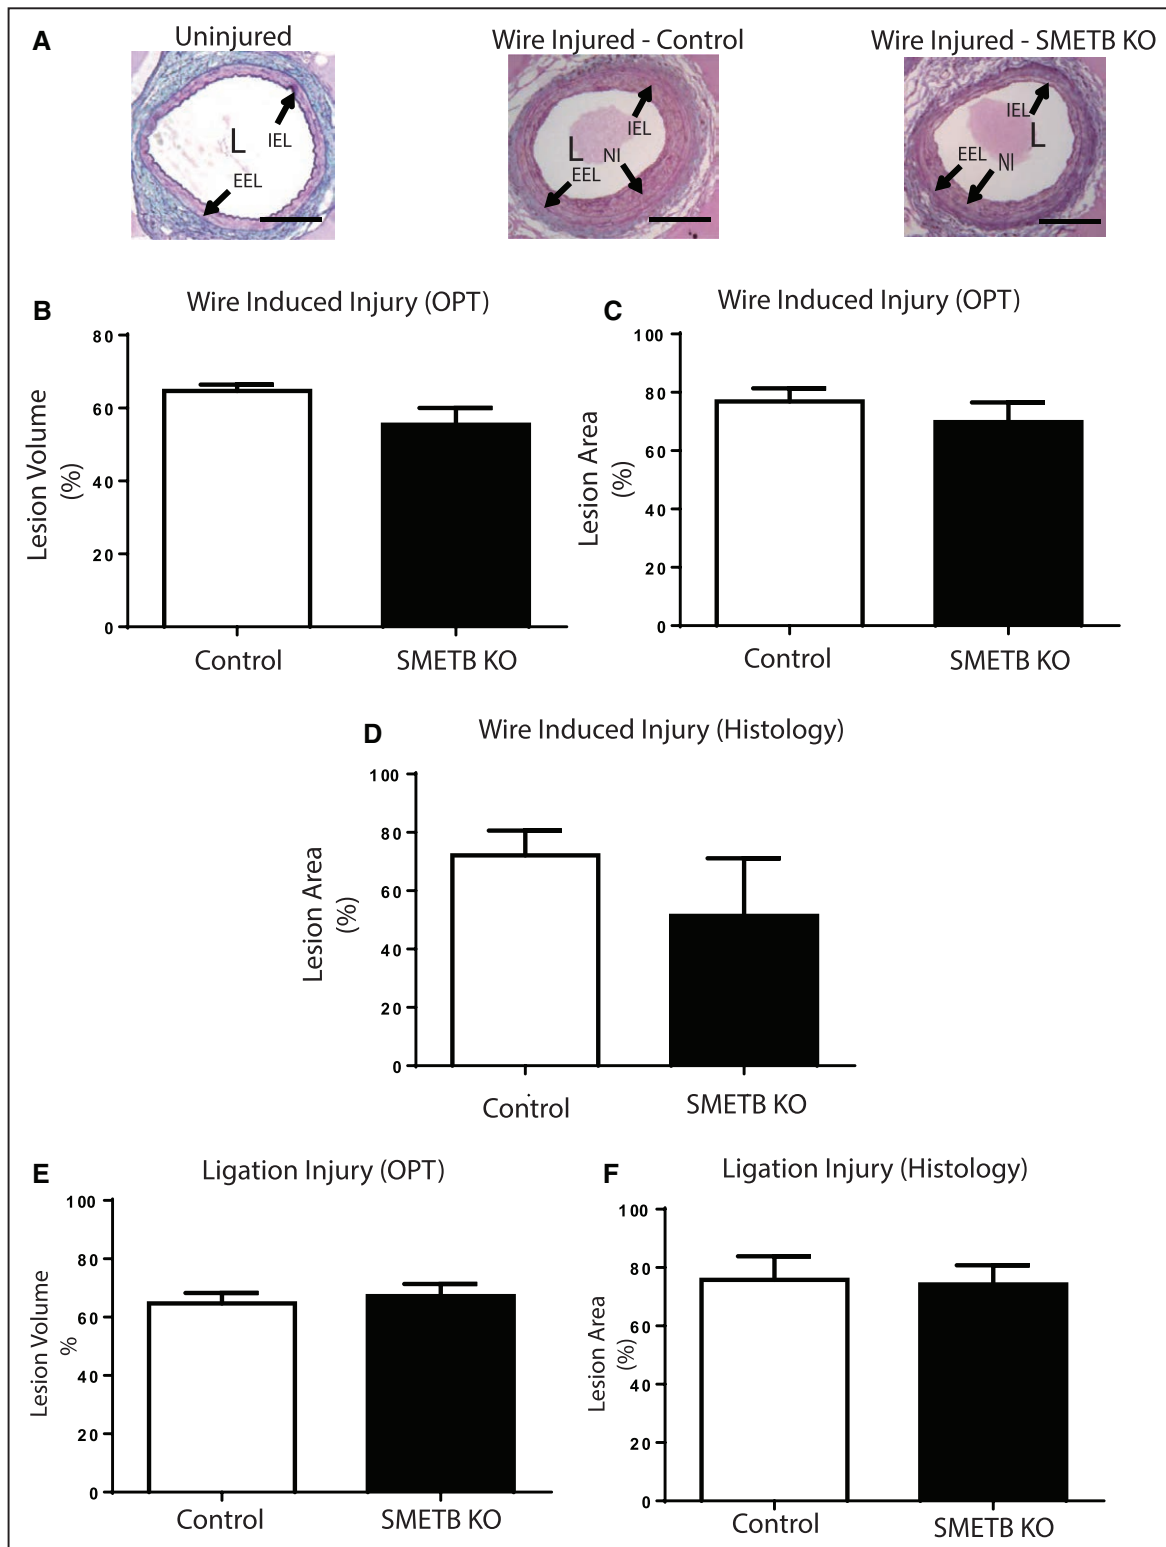 A
Uninjured
Wire Injured - Control
Wire Injured - SMETB KO
L
IEL
EEL
L
IEL
NI
EEL
IEL
L
EEL
NI
B
Wire Induced Injury (OPT)
Lesion Volume
(%)
80
60
40
20
0
Control
SMETB KO
C
Wire Induced Injury (OPT)
Lesion Area
(%)
100
80
60
40
20
0
Control
SMETB KO
D
Wire Induced Injury (Histology)
Lesion Area
(%)
100
80
60
40
20
0
Control
SMETB KO
E
Ligation Injury (OPT)
Lesion Volume
%
100
80
60
40
20
0
Control
SMETB KO
F
Ligation Injury (Histology)
Lesion Area
(%)
100
80
60
40
20
0
Control
SMETB KO